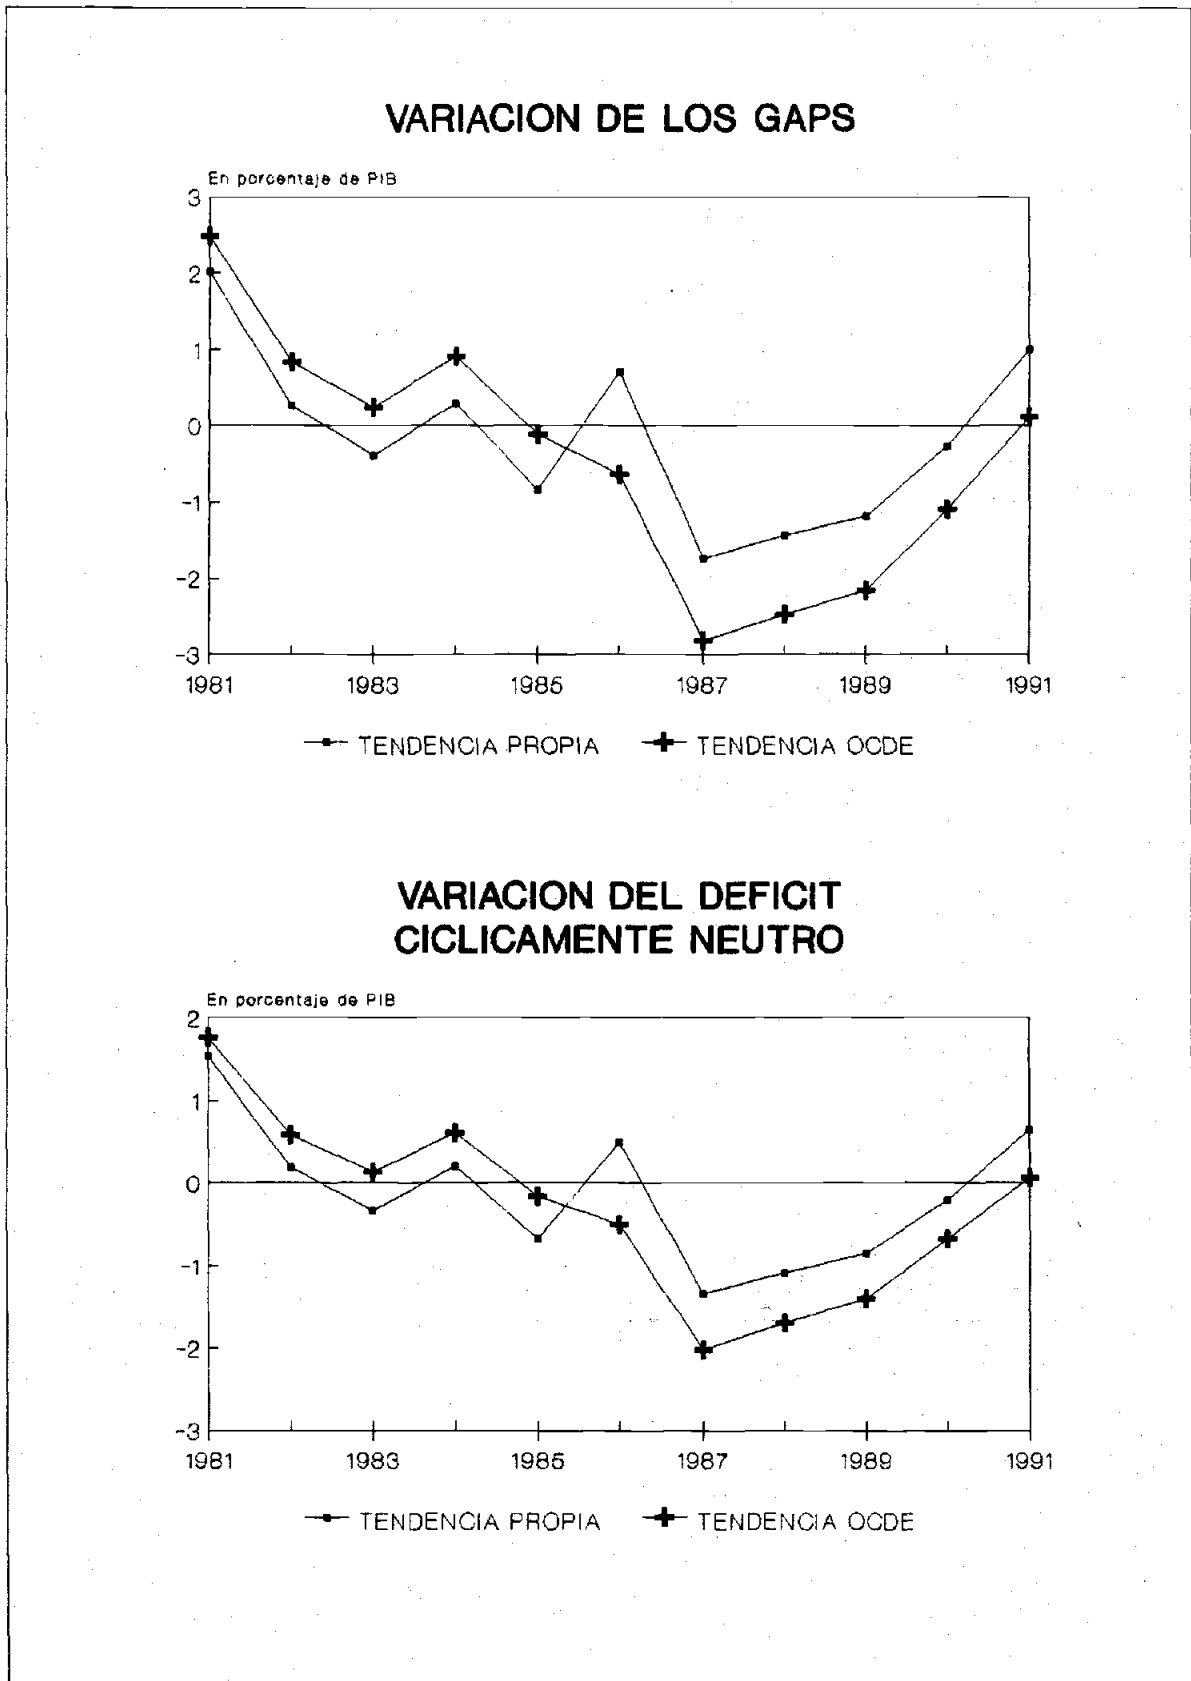 VARIACION DE LOS GAPS
En porcentaje de PIB
3
2
1
0
-1
-2
-3
1981 1983 1985 1987 1989 1991
TENDENCIA PROPIA TENDENCIA OCDE
VARIACION DEL DEFICIT
CICLICAMENTE NEUTRO
En porcentaje de PIB
2
1
0
-1
-2
-3
1981 1983 1985 1987 1989 1991
TENDENCIA PROPIA TENDENCIA OCDE